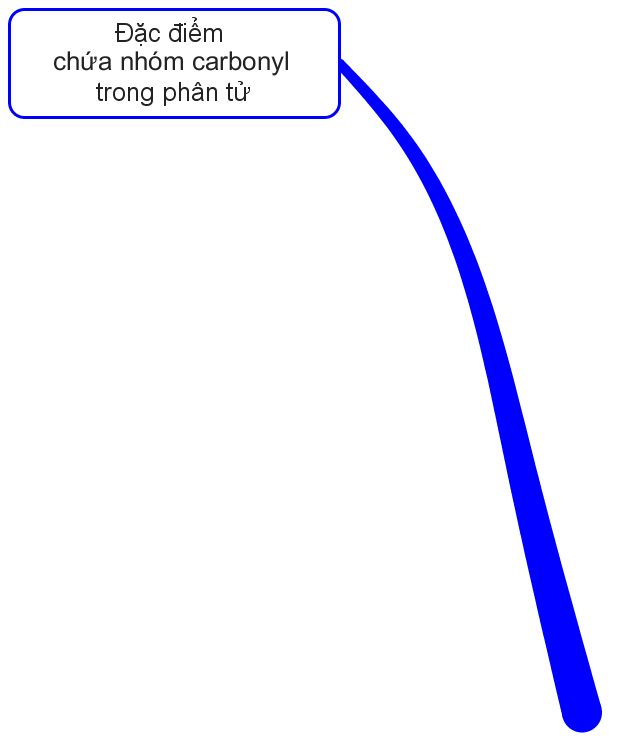 Đặc điểm
chứa nhóm carbonyl
trong phân tử